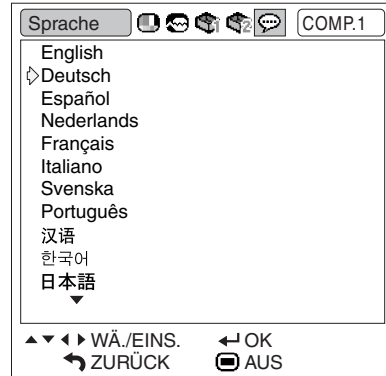 Sprache COMP.1
English
Deutsch
Español
Nederlands
Français
Italiano
Svenska
Português
汉语
한국어
日本語
WÄ./EINS. OK
ZURÜCK AUS